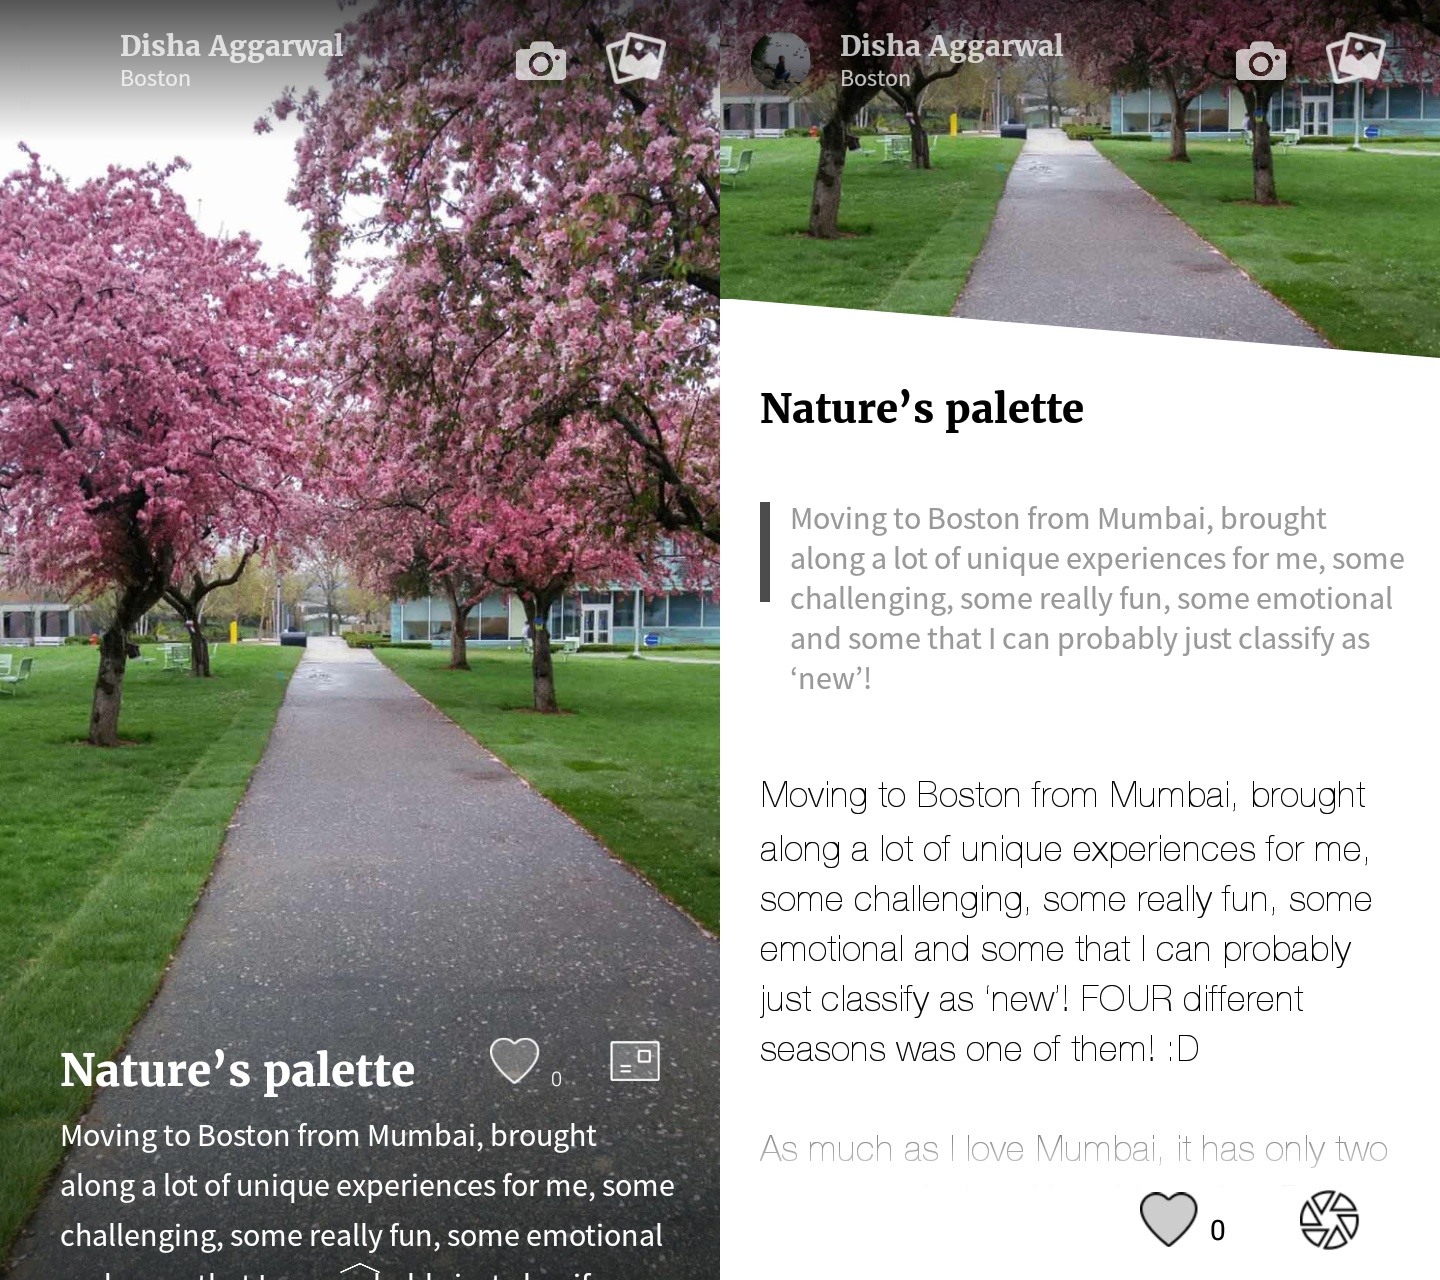 Disha Aggarwal
Boston
Nature’s palette
0
Moving to Boston from Mumbai, brought
along a lot of unique experiences for me, some
challenging, some really fun, some emotional
Disha Aggarwal
Boston
Nature’s palette
Moving to Boston from Mumbai, brought
along a lot of unique experiences for me, some
challenging, some really fun, some emotional
and some that I can probably just classify as
‘new’!
Moving to Boston from Mumbai, brought
along a lot of unique experiences for me,
some challenging, some really fun, some
emotional and some that I can probably
just classify as ‘new’! FOUR different
seasons was one of them! :D
As much as I love Mumbai, it has only two
0